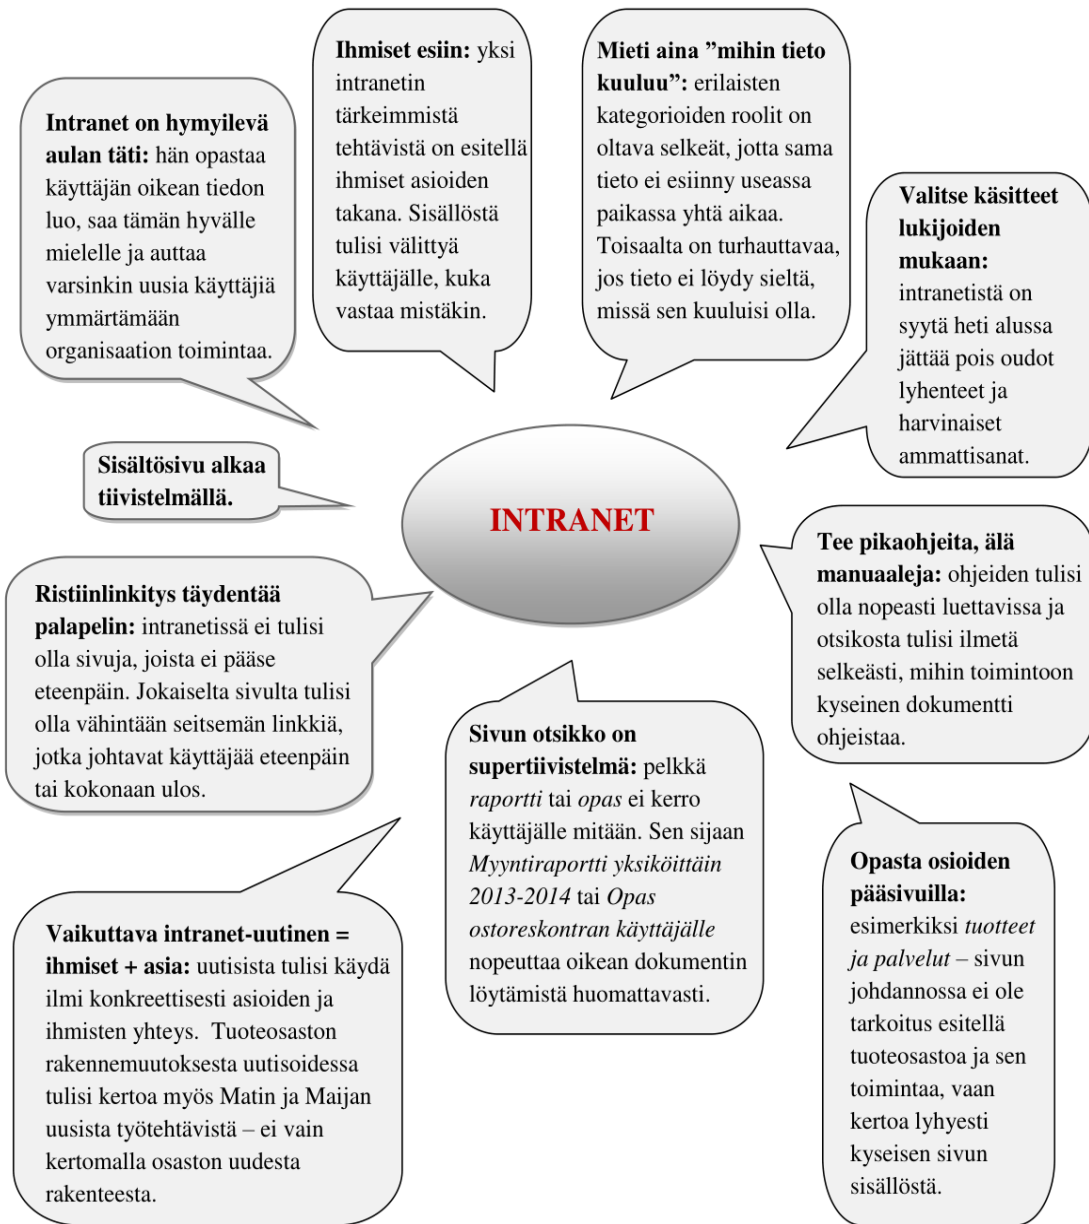 Intranet on hymyilevä
aulan täti: hän opastaa
käyttäjän oikean tiedon
luo, saa tämän hyvälle
mielelle ja auttaa
varsinkin uusia käyttäjiä
ymmärtämään
organisaation toimintaa.
Ihmiset esiin: yksi
intranetin
tärkeimmistä
tehtävistä on esitellä
ihmiset asioiden
takana. Sisällöstä
tulisi välittyä
käyttäjälle, kuka
vastaa mistäkin.
Mieti aina ”mihin tieto
kuuluu”: erilaisten
kategorioiden roolit on
oltava selkeät, jotta sama
tieto ei esiinny useassa
paikassa yhtä aikaa.
Toisaalta on turhauttavaa,
jos tieto ei löydy sieltä,
missä sen kuuluisi olla.
Valitse käsitteet
lukijoiden
mukaan:
intranetistä on
syytä heti alussa
jättää pois oudot
lyhenteet ja
harvinaiset
ammattisanat.
Sisältösivu alkaa
tiivistelmällä.
INTRANET
Tee pikaohjeita, älä
manuaaleja: ohjeiden tulisi
olla nopeasti luettavissa ja
otsikosta tulisi ilmetä
selkeästi, mihin toimintoon
kyseinen dokumentti
ohjeistaa.
Ristiinlinkitys täydentää
palapelin: intranetissä ei tulisi
olla sivuja, joista ei pääse
eteenpäin. Jokaiselta sivulta tulisi
olla vähintään seitsemän linkkiä,
jotka johtavat käyttäjää eteenpäin
tai kokonaan ulos.
Sivun otsikko on
supertiivistelmä: pelkkä
raportti tai opas ei kerro
käyttäjälle mitään. Sen sijaan
Myyntiraportti yksiköittäin
2013-2014 tai Opas
ostoreskontran käyttäjälle
nopeuttaa oikean dokumentin
löytämistä huomattavasti.
Opasta osioiden
pääsivuilla:
esimerkiksi tuotteet
ja palvelut – sivun
johdannossa ei ole
tarkoitus esitellä
tuoteosastoa ja sen
toimintaa, vaan
kertoa lyhyesti
kyseisen sivun
sisällöstä.
Vaikuttava intranet-uutinen =
ihmiset + asia: uutisista tulisi käydä
ilmi konkreettisesti asioiden ja
ihmisten yhteys.  Tuoteosaston
rakennemuutoksesta uutisoidessa
tulisi kertoa myös Matin ja Maijan
uusista työtehtävistä – ei vain
kertomalla osaston uudesta
rakenteesta.